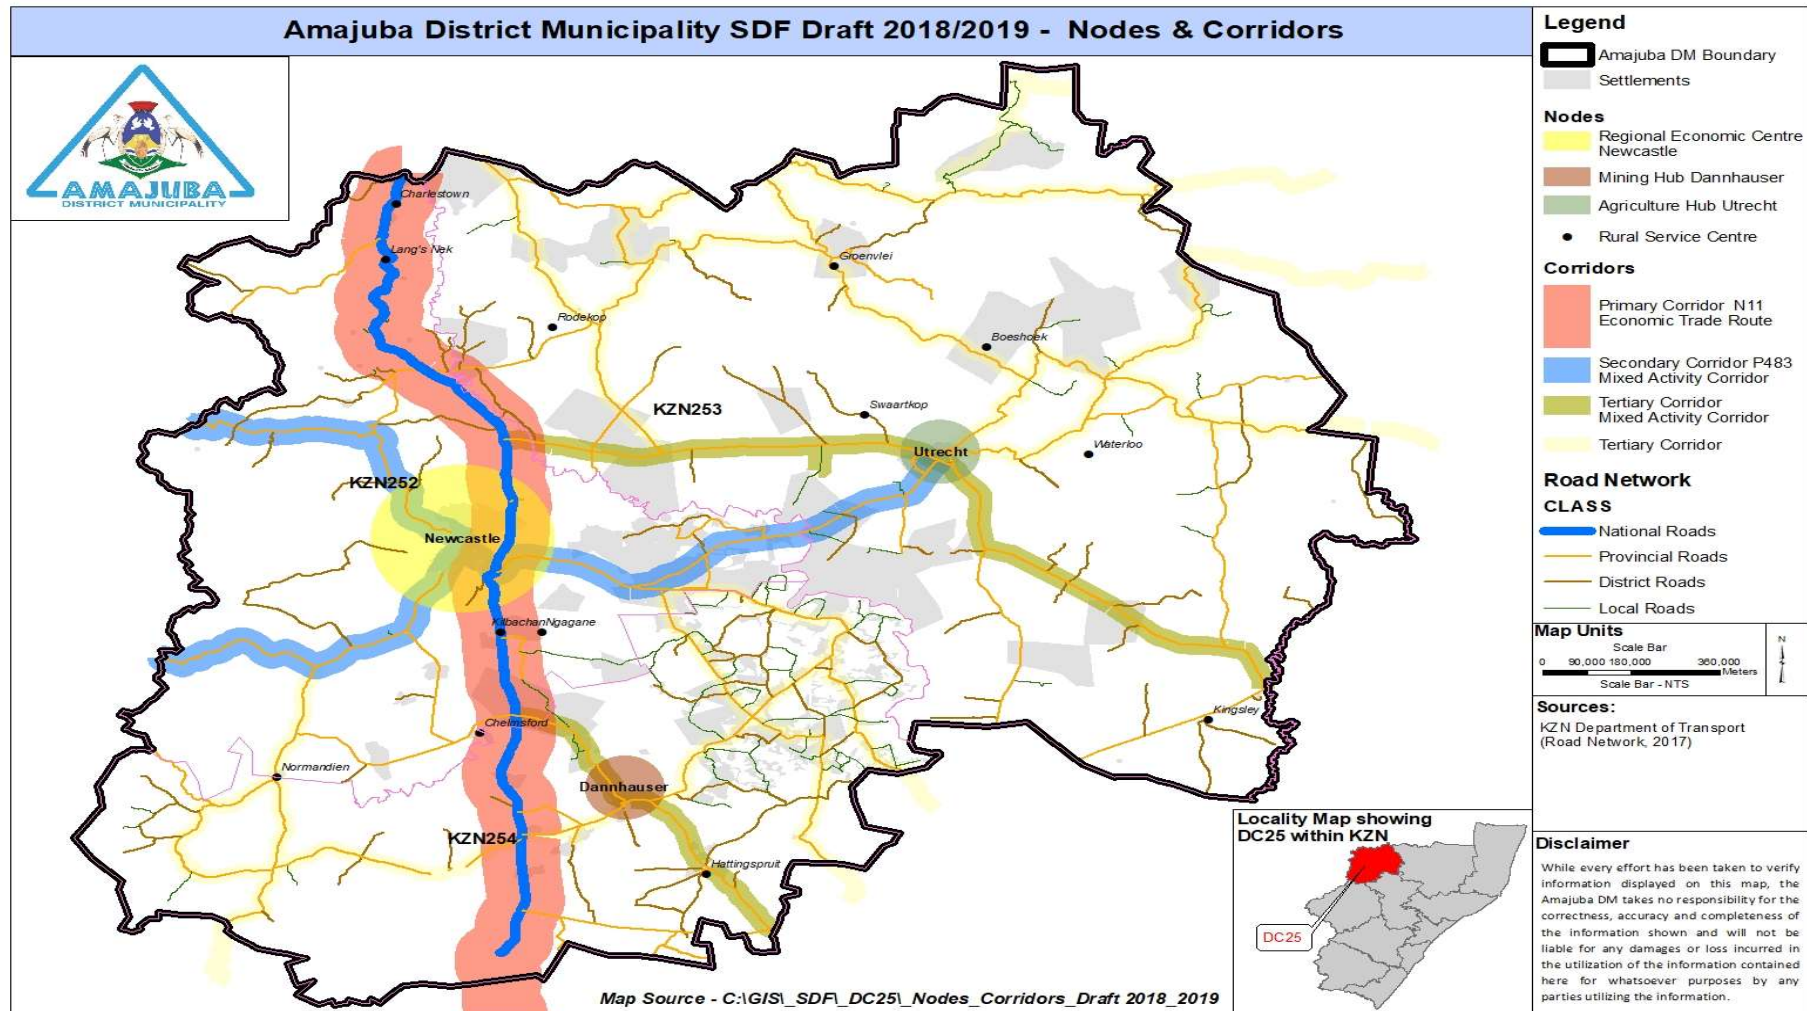 Amajuba District Municipality SDF Draft 2018/2019 - Nodes & Corridors
AMAJUBA
DISTRICT MUNICIPALITY
Charlestown
Lang's Nek
Groenvlei
Rodekop
Boeshoek
KZN253
Swaartkop
Waterloo
Utrecht
KZN252
Newcastle
Kilbachan
Ngagane
Chelmsford
Kingsley
Normandien
Dannhauser
KZN254
Hattingspruit
Map Source - C:\GIS\_SDF\_DC25\_Nodes_Corridors_Draft 2018_2019
Locality Map showing
DC25 within KZN
DC25
Legend
Amajuba DM Boundary
Settlements
Nodes
Regional Economic Centre
Newcastle
Mining Hub Dannhauser
Agriculture Hub Utrecht
Rural Service Centre
Corridors
Primary Corridor N11
Economic Trade Route
Secondary Corridor P483
Mixed Activity Corridor
Tertiary Corridor
Mixed Activity Corridor
Tertiary Corridor
Road Network
CLASS
National Roads
Provincial Roads
District Roads
Local Roads
Map Units
Scale Bar
0 90,000 180,000 360,000
Meters
Scale Bar - NTS
N
Sources:
KZN Department of Transport
(Road Network, 2017)
Disclaimer
While every effort has been taken to verify
information displayed on this map, the
Amajuba DM takes no responsibility for the
correctness, accuracy and completeness of
the information shown and will not be
liable for any damages or loss incurred in
the utilization of the information contained
here for whatsoever purposes by any
parties utilizing the information.